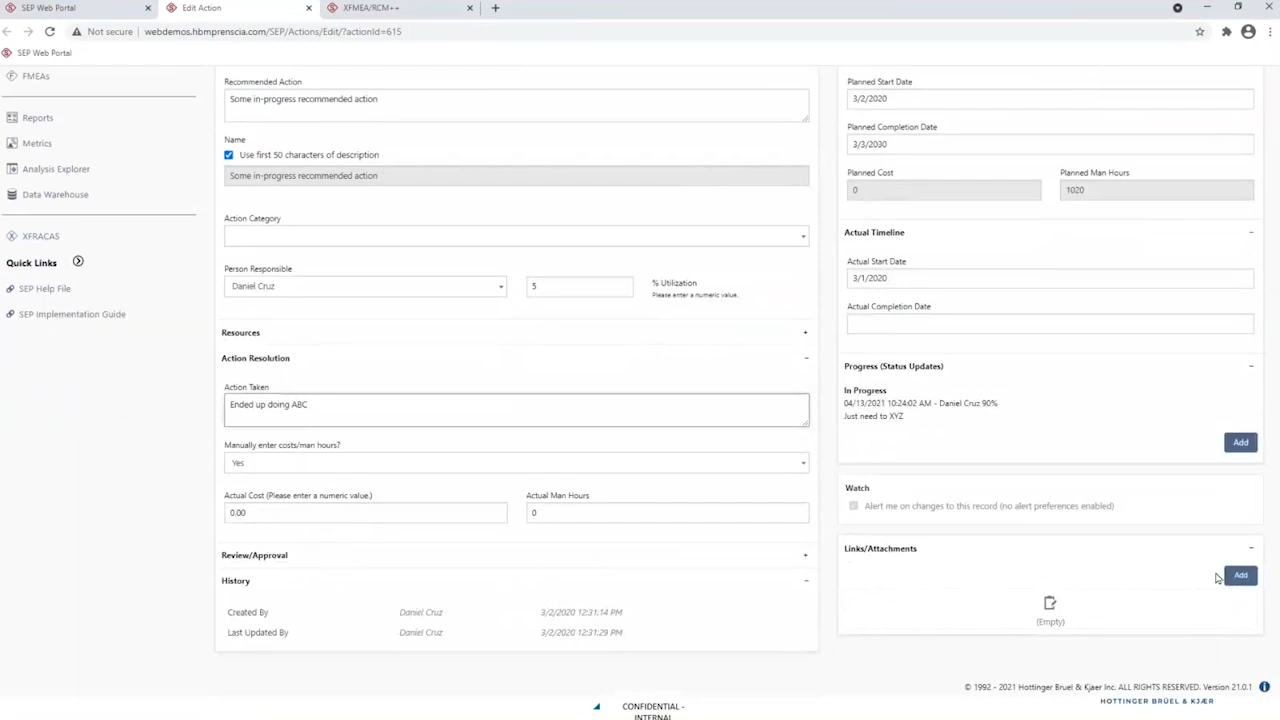 SEP Web Portal
Edit Action
XFMEA/RCM++
Not secure
webdemos.hbmprenscia.com/SEP/Actions/Edit/?actionId=615
SEP Web Portal
FMEAs
Reports
Metrics
Analysis Explorer
Data Warehouse
XFRACAS
Quick Links
SEP Help File
SEP Implementation Guide
Recommended Action
Some in-progress recommended action
Name
Use first 50 characters of description
Some in-progress recommended action
Action Category
Person Responsible
Daniel Cruz
5
% Utilization
Please enter a numeric value.
Resources
Action Resolution
Action Taken
Ended up doing ABC
Manually enter costs/man hours?
Yes
Actual Cost (Please enter a numeric value.)
Actual Man Hours
0.00
0
Review/Approval
History
Created By Daniel Cruz 3/2/2020 12:31:14 PM
Last Updated By Daniel Cruz 3/2/2020 12:31:29 PM
Planned Start Date
3/2/2020
Planned Completion Date
3/3/2030
Planned Cost
Planned Man Hours
0
1020
Actual Timeline
Actual Start Date
3/1/2020
Actual Completion Date
Progress (Status Updates)
In Progress
04/13/2021 10:24:02 AM - Daniel Cruz 90%
Just need to XYZ
Add
Watch
Alert me on changes to this record (no alert preferences enabled)
Links/Attachments
Add
(Empty)
© 1992 - 2021 Hottinger Bruel & Kjaer Inc. ALL RIGHTS RESERVED. Version 21.0.1
HOTTINGER BRÜEL & KJÆR
CONFIDENTIAL -
INTERNAL